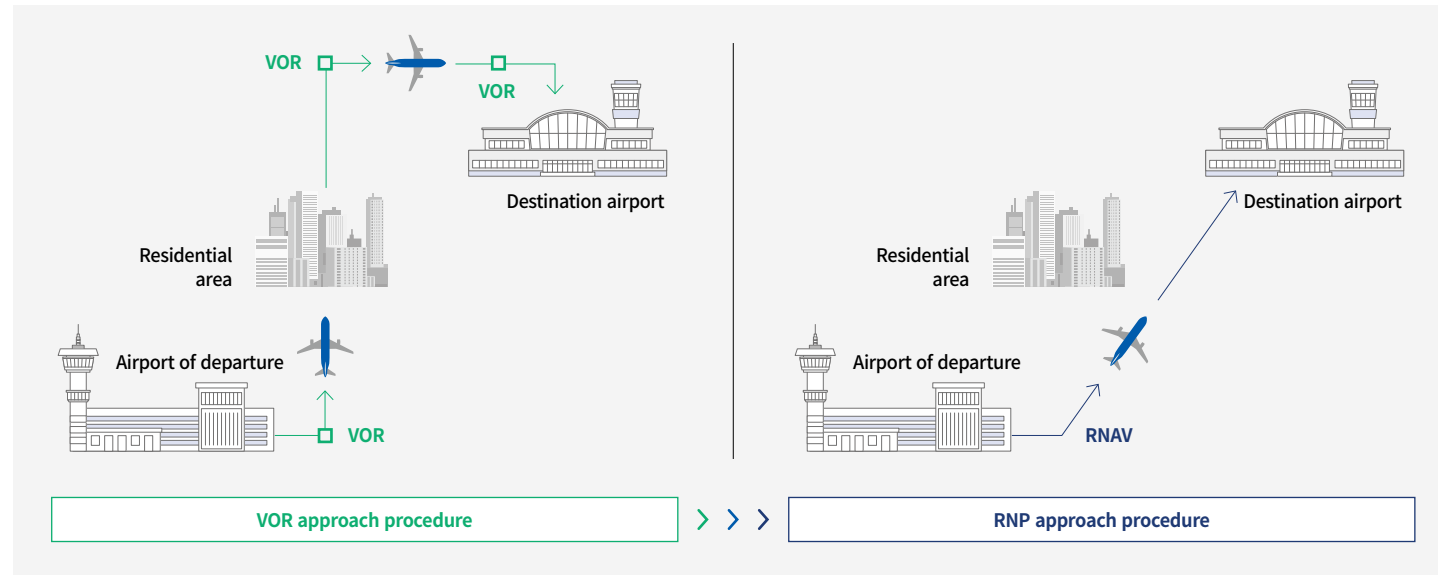 VOR
VOR
Destination airport
Residential
area
Airport of departure
VOR
VOR approach procedure
Destination airport
Residential
area
Airport of departure
RNAV
RNP approach procedure